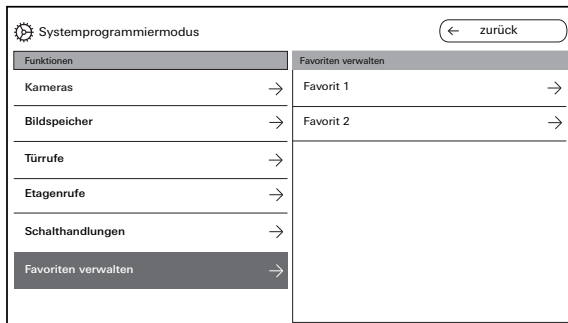 Systemprogrammiermodus
zurück
Funktionen
Kameras
Bildspeicher
Türrufe
Etagenrufe
Schalthandlungen
Favoriten verwalten
Favoriten verwalten
Favorit 1
Favorit 2